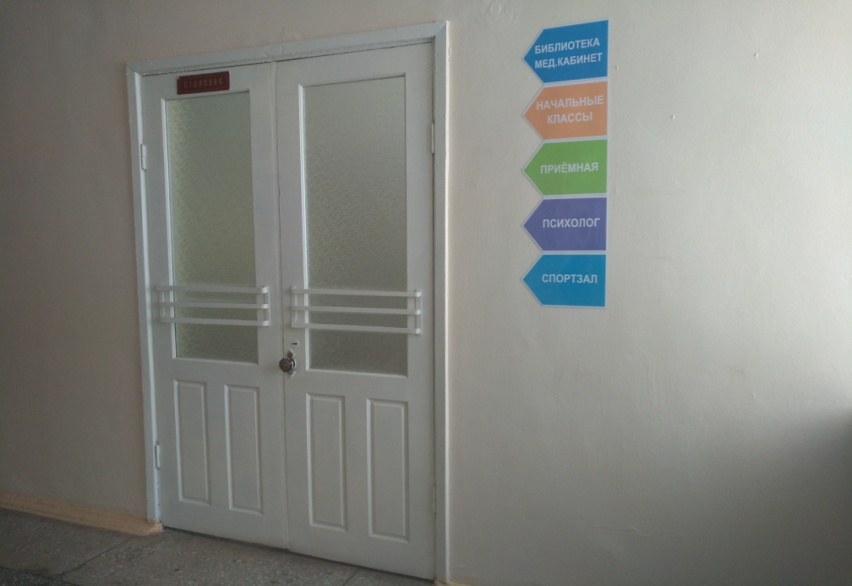 БИБЛИОТЕКА
МЕД.КАБИНЕТ
НАЧАЛЬНЫЕ
КЛАССЫ
ПРИЁМНАЯ
ПСИХОЛОГ
СПОРТЗАЛ